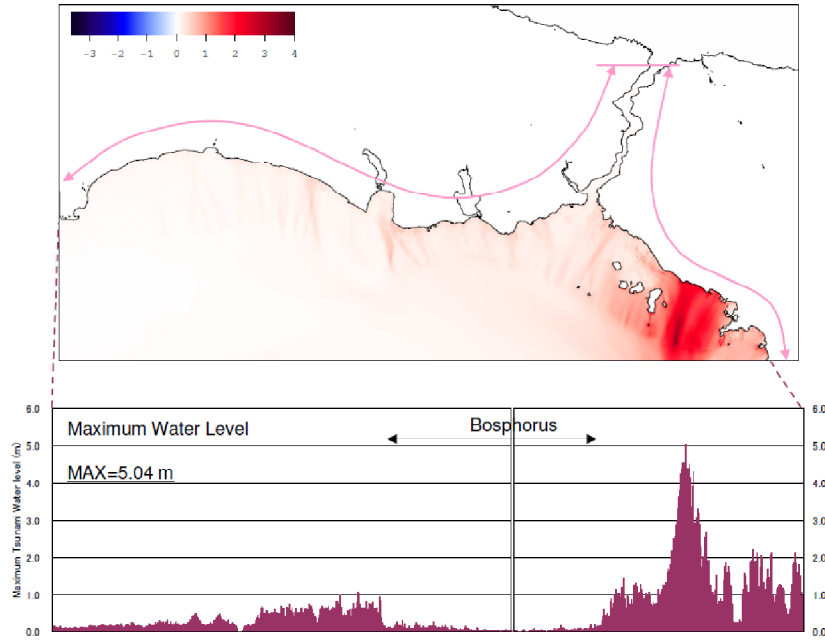 -3 -2 -1 0 1 2 3 4
6.0 6.0
Maximum Water Level Bosphorus
5.0 5.0
MAX=5.04 m
4.0 4.0
3.0 3.0
2.0 2.0
1.0 1.0
0.0 0.0
Maximum Tsunam Water level (m)